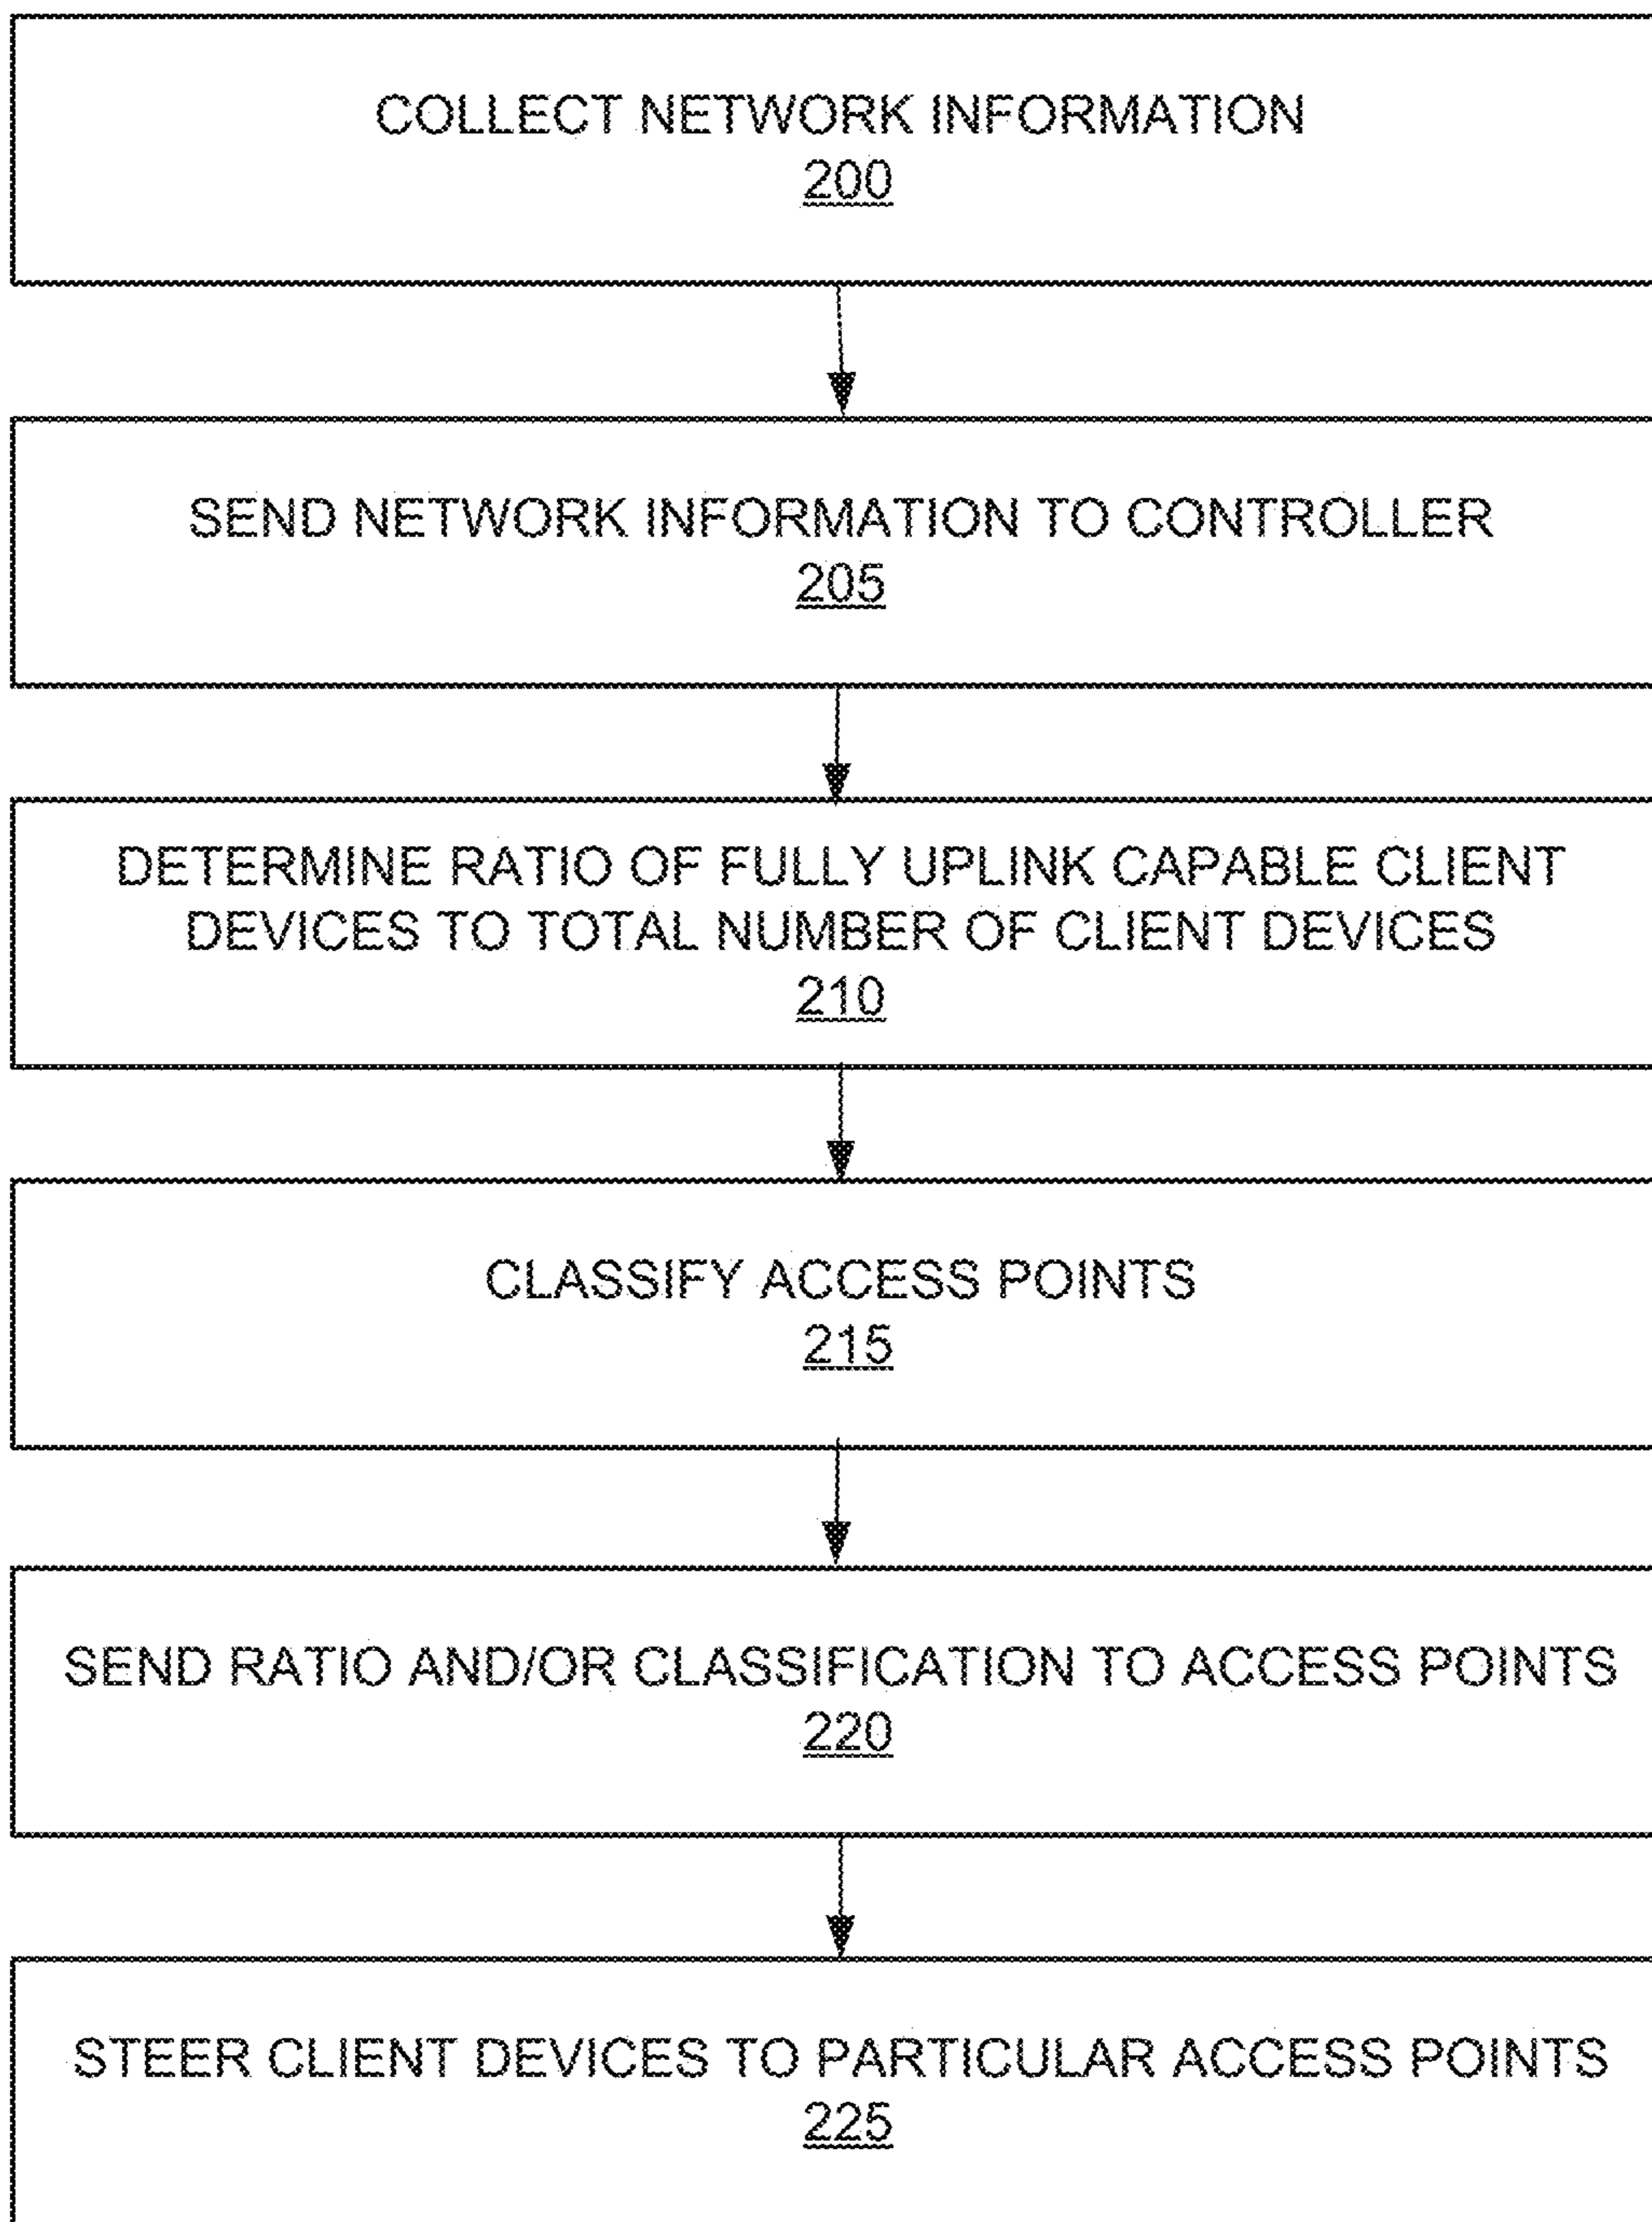 COLLECT NETWORK INFORMATION
200
SEND NETWORK INFORMATION TO CONTROLLER
205
DETERMINE RATIO OF FULLY UPLINK CAPABLE CLIENT
DEVICES TO TOTAL NUMBER OF CLIENT DEVICES
210
CLASSIFY ACCESS POINTS
215
SEND RATIO AND/OR CLASSIFICATION TO ACCESS POINTS
220
STEER CLIENT DEVICES TO PARTICULAR ACCESS POINTS
225